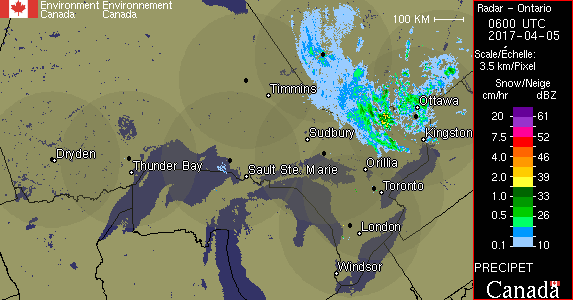 Environment Environnement
Canada Canada
100 KM
Radar - Ontario
0600 UTC
2017-04-05
Scale/Échelle:
3.5 km/Pixel
Snow/Neige
cm/hr dBZ
20 61
7.5 52
4.0 46
2.0 39
1.0 33
0.5 26
0.1 10
PRECIPET
Canada
Timmins
Ottawa
Sudbury
Kingston
Dryden
Thunder Bay
Sault Ste. Marie
Orillia
Toronto
London
Windsor